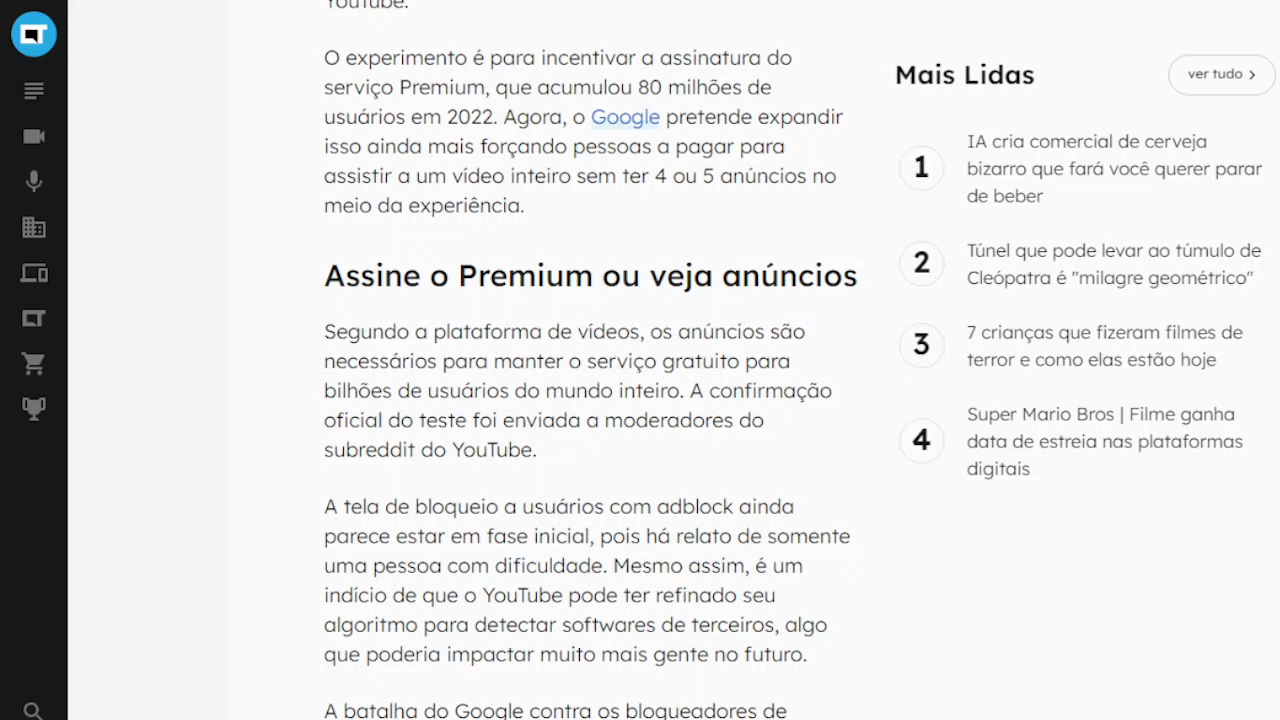 YouTube.
O experimento é para incentivar a assinatura do
serviço Premium, que acumulou 80 milhões de
usuários em 2022. Agora, o Google pretende expandir
isso ainda mais forçando pessoas a pagar para
assistir a um vídeo inteiro sem ter 4 ou 5 anúncios no
meio da experiência.
Assine o Premium ou veja anúncios
Segundo a plataforma de vídeos, os anúncios são
necessários para manter o serviço gratuito para
bilhões de usuários do mundo inteiro. A confirmação
oficial do teste foi enviada a moderadores do
subreddit do YouTube.
A tela de bloqueio a usuários com adblock ainda
parece estar em fase inicial, pois há relato de somente
uma pessoa com dificuldade. Mesmo assim, é um
indício de que o YouTube pode ter refinado seu
algoritmo para detectar softwares de terceiros, algo
que poderia impactar muito mais gente no futuro.
A batalha do Google contra os bloqueadores de
Mais Lidas
ver tudo
1
IA cria comercial de cerveja
bizarro que fará você querer parar
de beber
2
Túnel que pode levar ao túmulo de
Cleópatra é "milagre geométrico"
3
7 crianças que fizeram filmes de
terror e como elas estão hoje
4
Super Mario Bros | Filme ganha
data de estreia nas plataformas
digitais